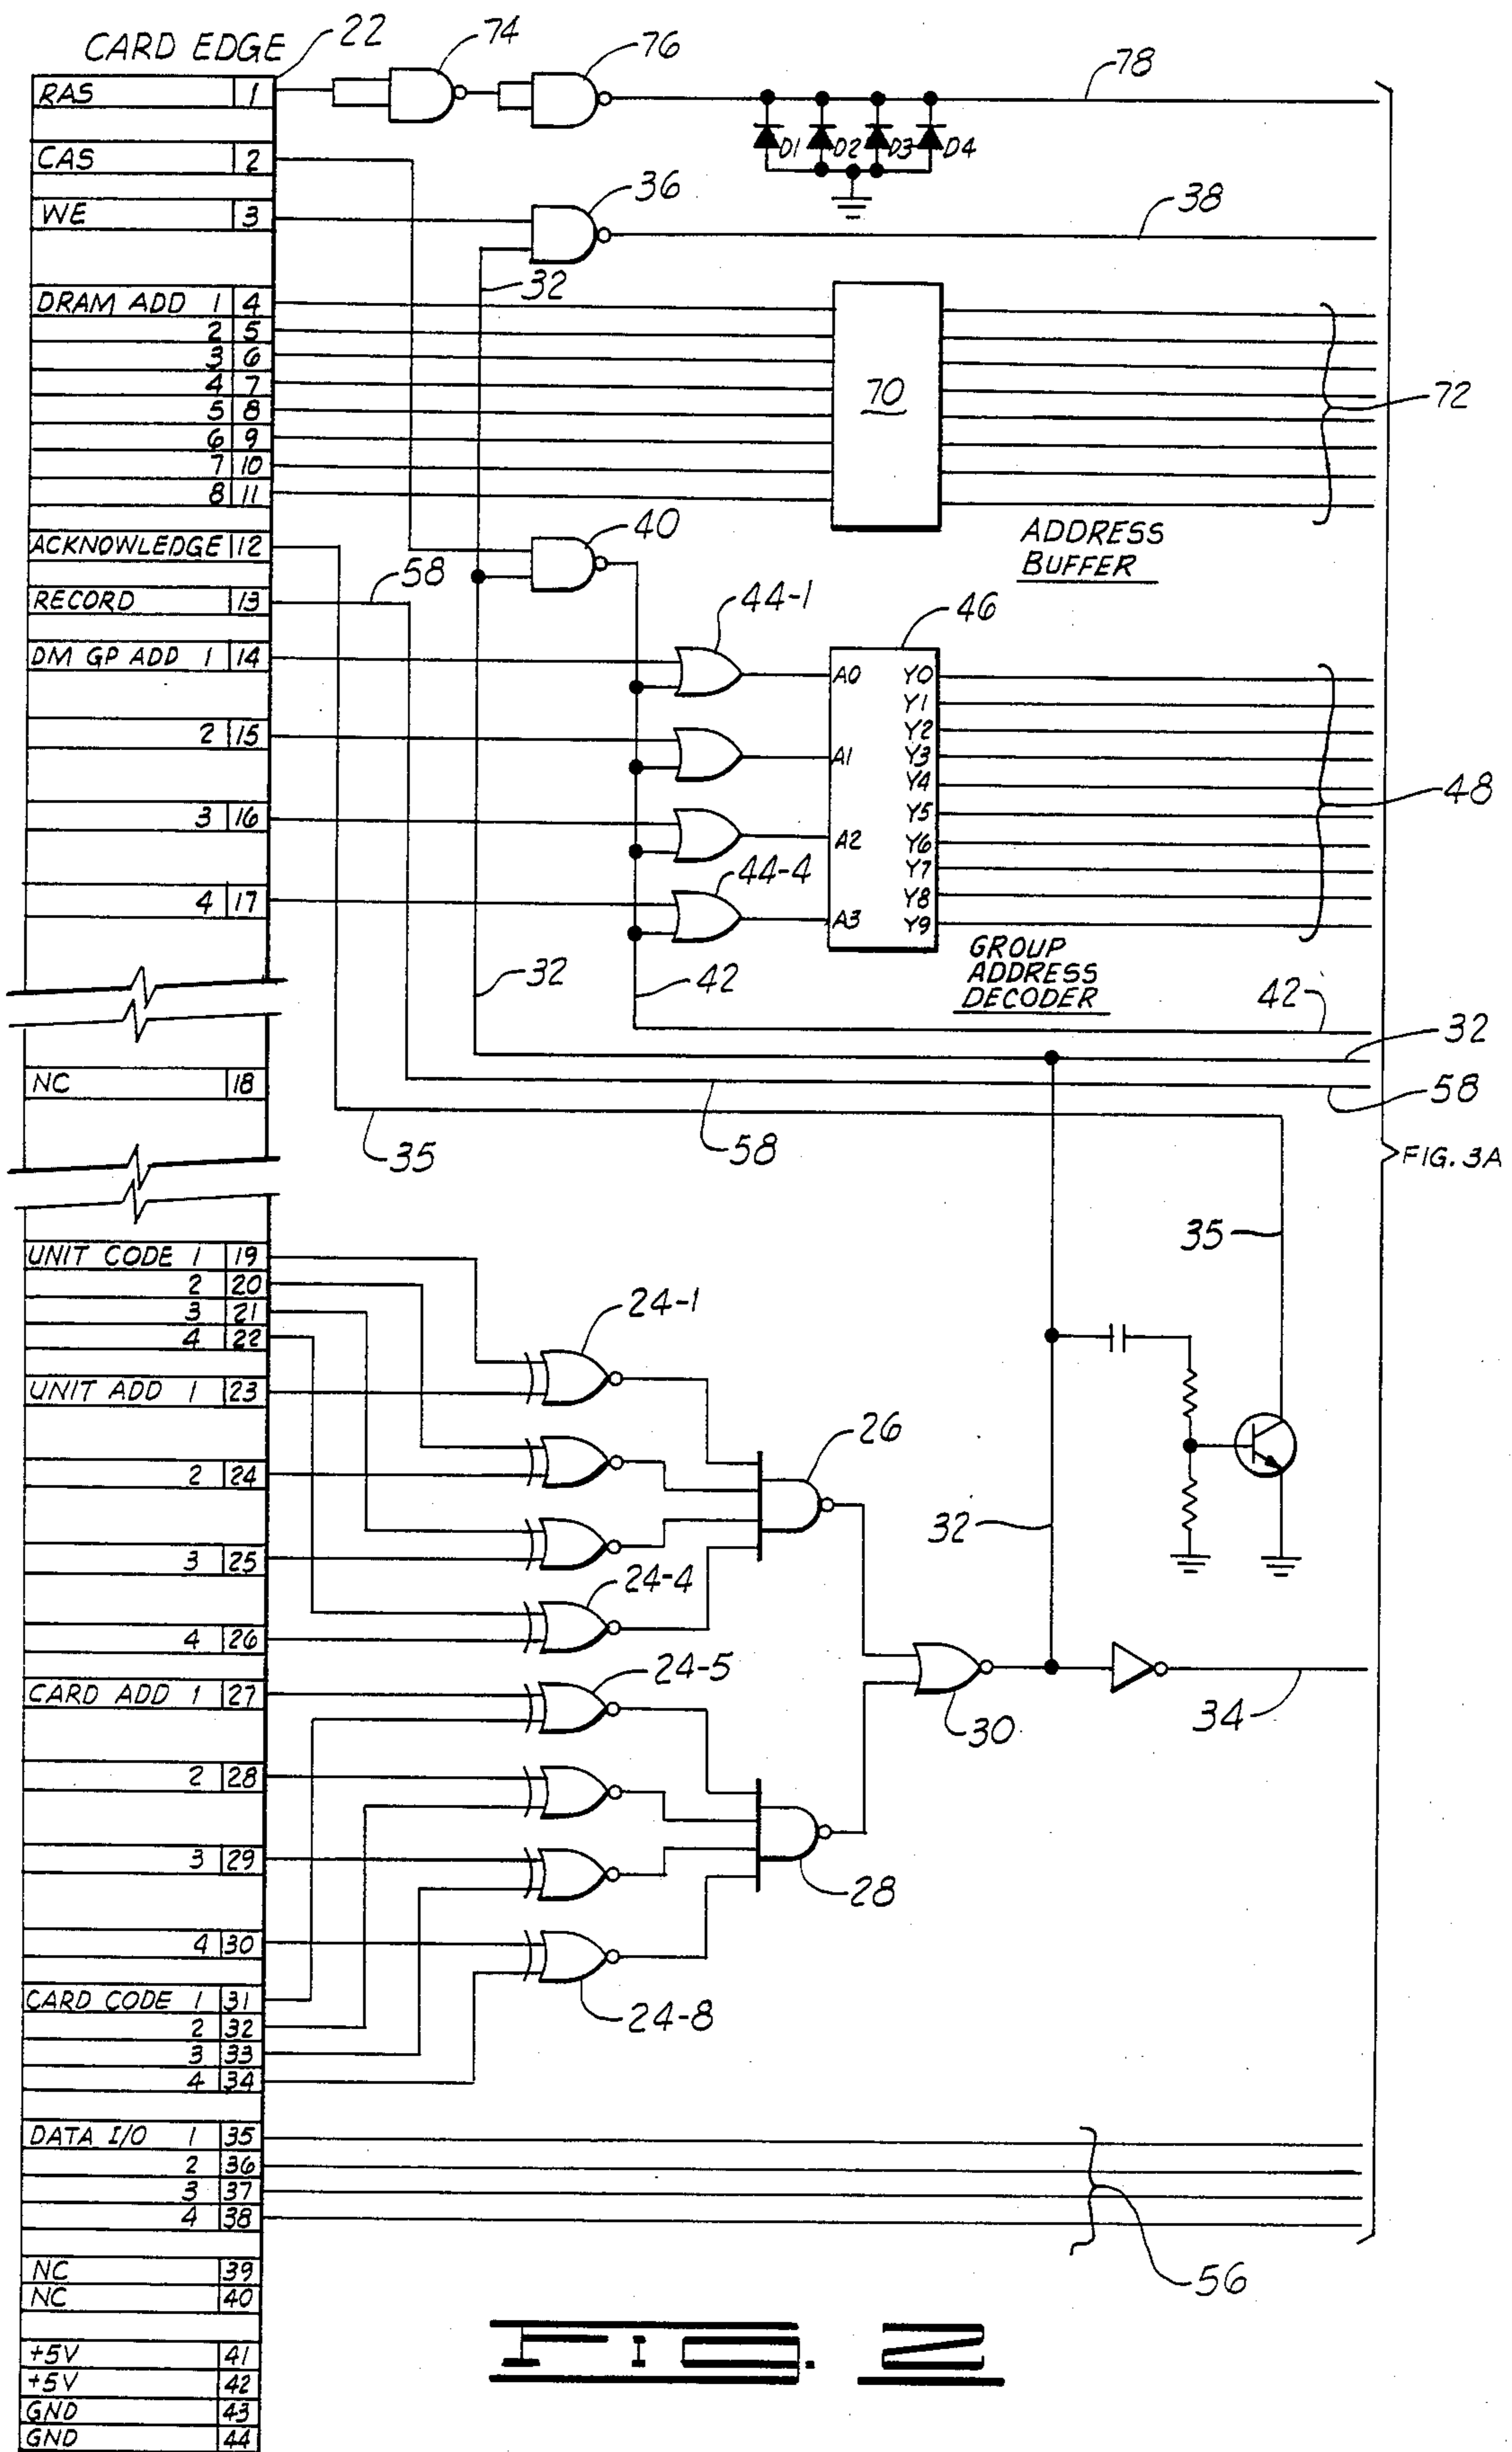 CARD EDGE 22 74 76 78
RAS 1
D1 D2 D3 D4
CAS 2
36
WE 3
38
32
DRAM ADD 1 4
2 5
3 6
4 7
70
72
5 8
6 9
7 10
8 11
40
ADDRESS
BUFFER
ACKNOWLEDGE 12
58
RECORD 13
44-1
46
DM GP ADD 1 14
A0 Y0
Y1
2 15
Y2
A1 Y3
Y4
48
3 16
Y5
A2 Y6
Y7
44-4
4 17
Y8
A3 Y9
GROUP
ADDRESS
DECODER
32
42
42
32
NC 18
58
35
58
FIG. 3A
35
UNIT CODE 1 19
2 20
3 21
4 22
24-1
UNIT ADD 1 23
26
2 24
32
3 25
24-4
4 26
24-5
CARD ADD 1 27
30
34
2 28
3 29
28
4 30
CARD CODE 1 31
2 32
24-8
3 33
4 34
DATA I/O 1 35
2 36
3 37
4 38
56
NC 39
NC 40
+5V 41
+5V 42
GND 43
GND 44
FIG. 2